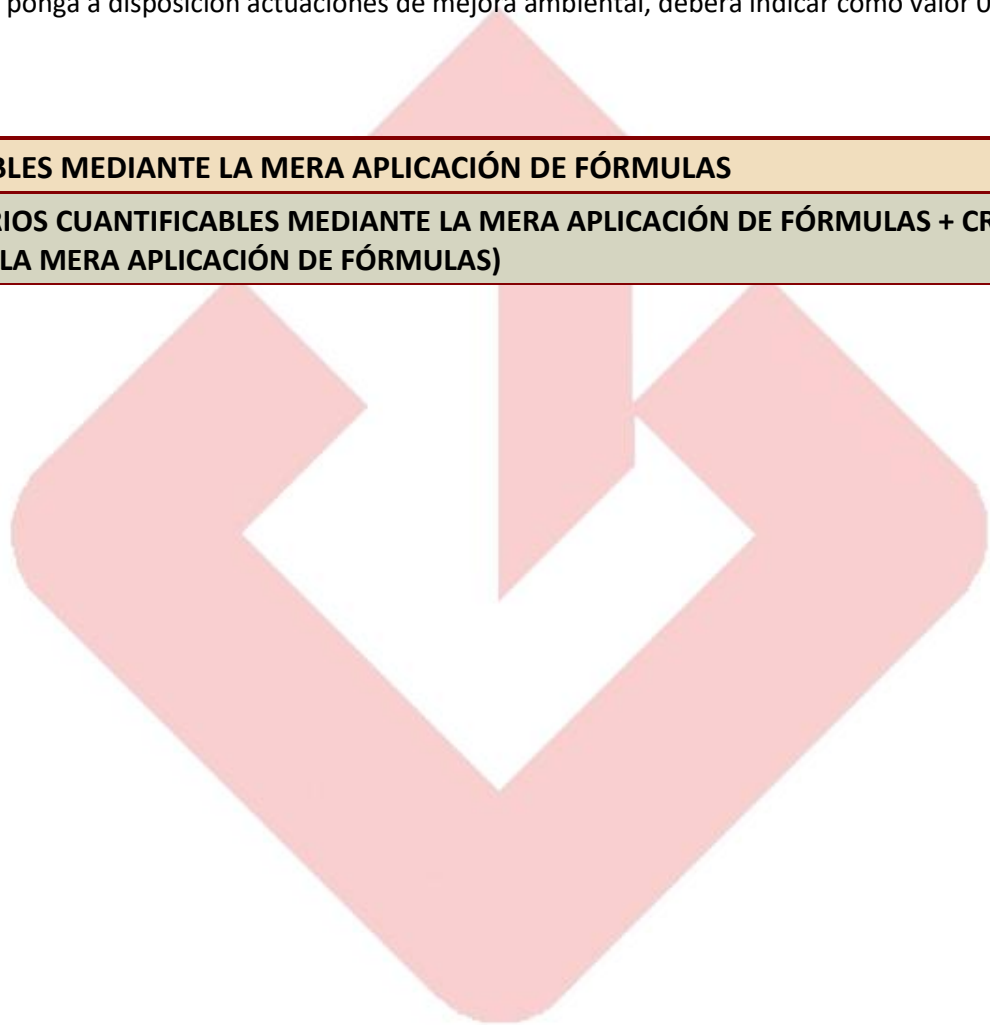 ponga a disposición actuaciones de mejora ambiental, deberá indicar como valor 0
BLES MEDIANTE LA MERA APLICACIÓN DE FÓRMULAS
RIOS CUANTIFICABLES MEDIANTE LA MERA APLICACIÓN DE FÓRMULAS + CR
LA MERA APLICACIÓN DE FÓRMULAS)